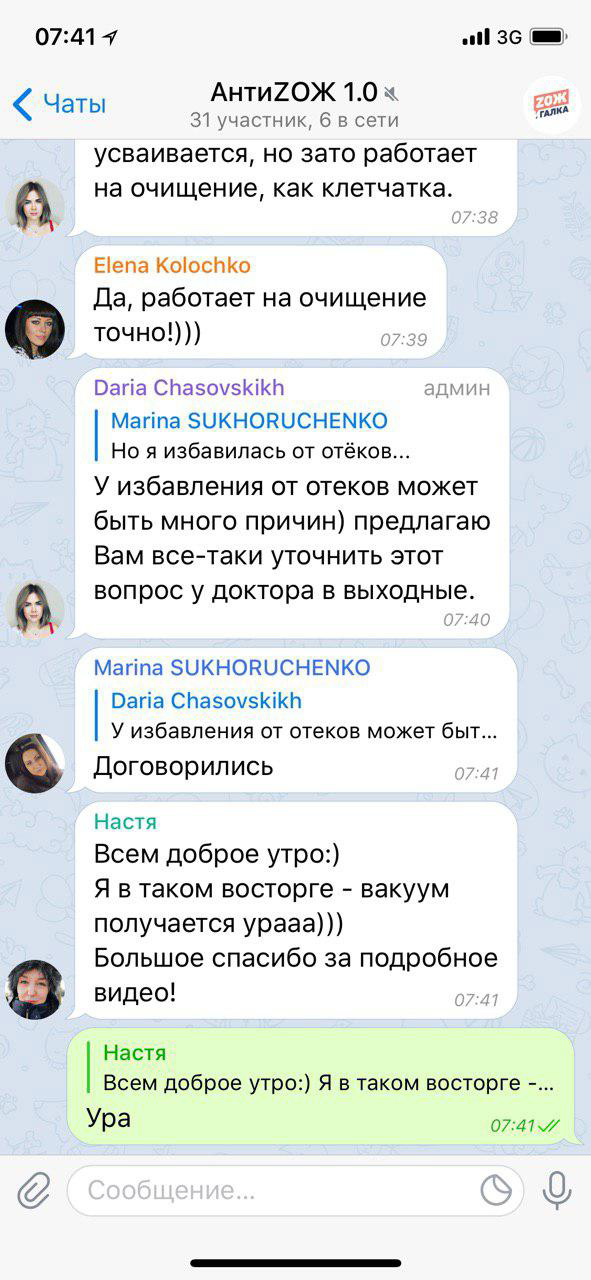 07:41
3G
Чаты
АнтиZОЖ 1.0
31 участник, 6 в сети
ZОЖ
ГАЛКА
усваивается, но зато работает
на очищение, как клетчатка.
07:38
Elena Kolochko
Да, работает на очищение
точно!)))
07:39
Daria Chasovskikh
админ
Marina SUKHORUCHENKO
Но я избавилась от отёков...
У избавления от отеков может
быть много причин) предлагаю
Вам все-таки уточнить этот
вопрос у доктора в выходные.
07:40
Marina SUKHORUCHENKO
Daria Chasovskikh
У избавления от отеков может быт...
Договорились
07:41
Настя
Всем доброе утро:)
Я в таком восторге - вакуум
получается урааа)))
Большое спасибо за подробное
видео!
07:41
Настя
Всем доброе утро:) Я в таком восторге -...
Ура
07:41
Сообщение...